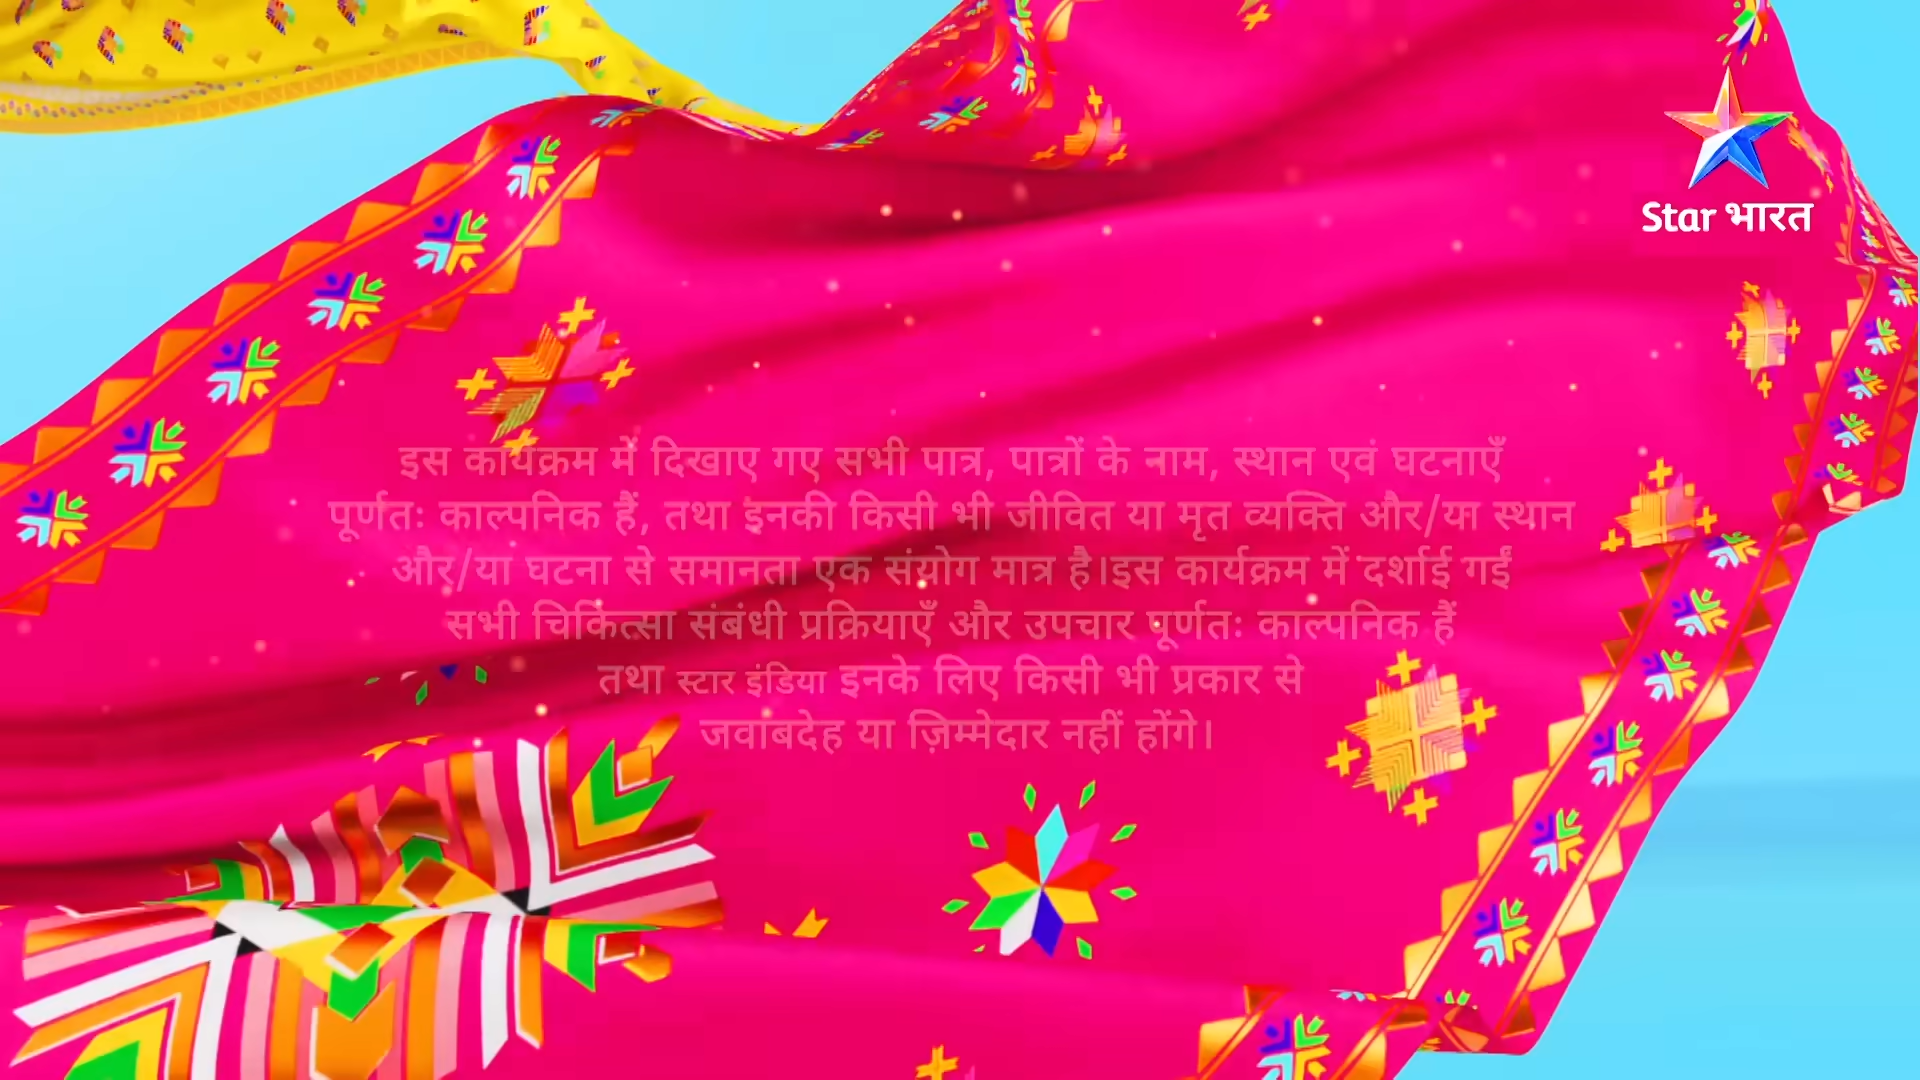 Star भारत
इस कार्यक्रम में दिखाए गए सभी पात्र, पात्रों के नाम, स्थान एवं घटनाएँ
पूर्णतः काल्पनिक हैं, तथा इनकी किसी भी जीवित या मृत व्यक्ति और/या स्थान
और/या घटना से समानता एक संयोग मात्र है।इस कार्यक्रम में दर्शाई गईं
सभी चिकित्सा संबंधी प्रक्रियाएँ और उपचार पूर्णतः काल्पनिक हैं
तथा स्टार इंडिया इनके लिए किसी भी प्रकार से
जवाबदेह या ज़िम्मेदार नहीं होंगे।